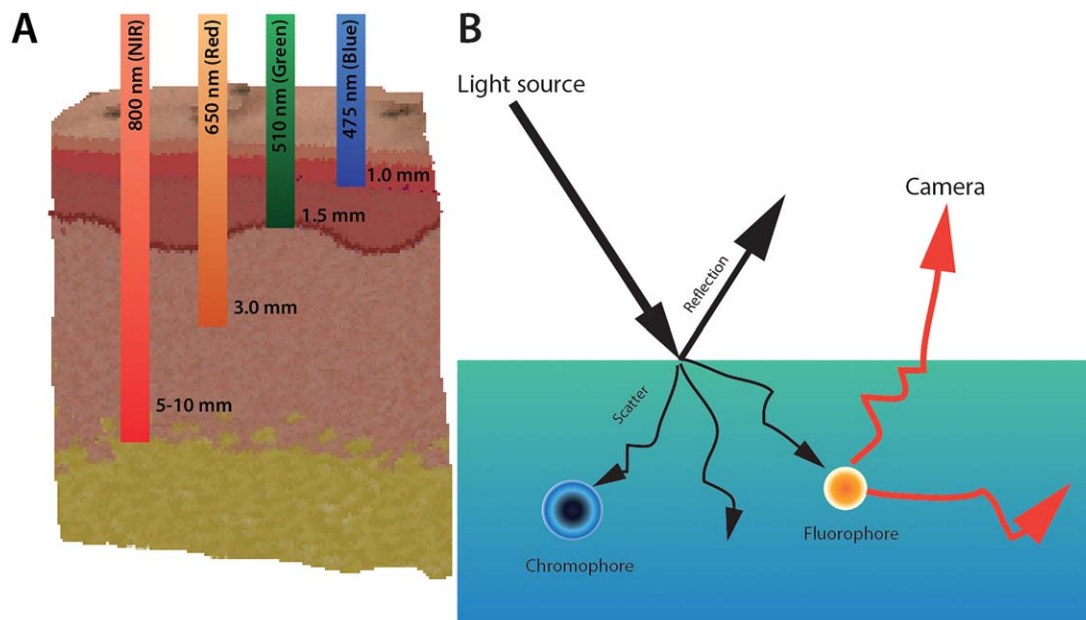 A
800 nm (NIR)
650 nm (Red)
510 nm (Green)
475 nm (Blue)
1.0 mm
1.5 mm
3.0 mm
5-10 mm
B
Light source
Camera
Reflection
Scatter
Chromophore
Fluorophore